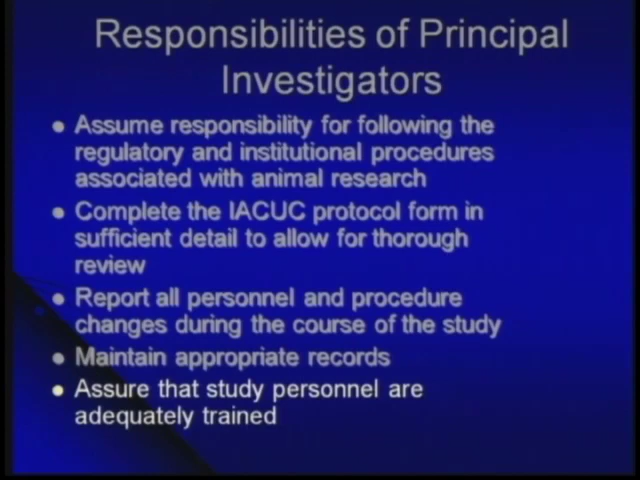 Responsibilities of Principal
Investigators
Assume responsibility for following the
regulatory and institutional procedures
associated with animal research
Complete the IACUC protocol form in
sufficient detail to allow for thorough
review
Report all personnel and procedure
changes during the course of the study
Maintain appropriate records
Assure that study personnel are
adequately trained